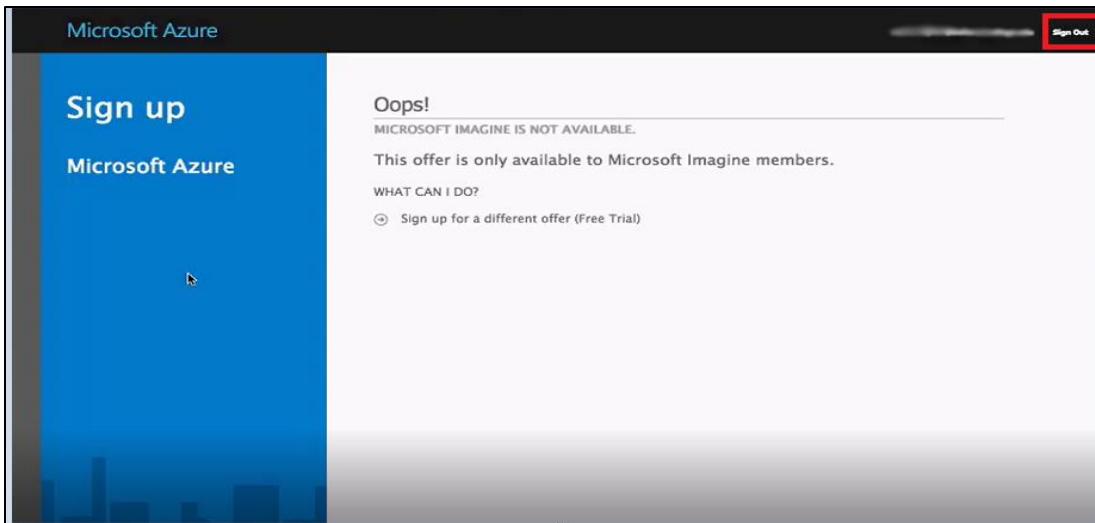 Microsoft Azure
Sign Out
Sign up
Microsoft Azure
Oops!
MICROSOFT IMAGINE IS NOT AVAILABLE.
This offer is only available to Microsoft Imagine members.
WHAT CAN I DO?
Sign up for a different offer (Free Trial)